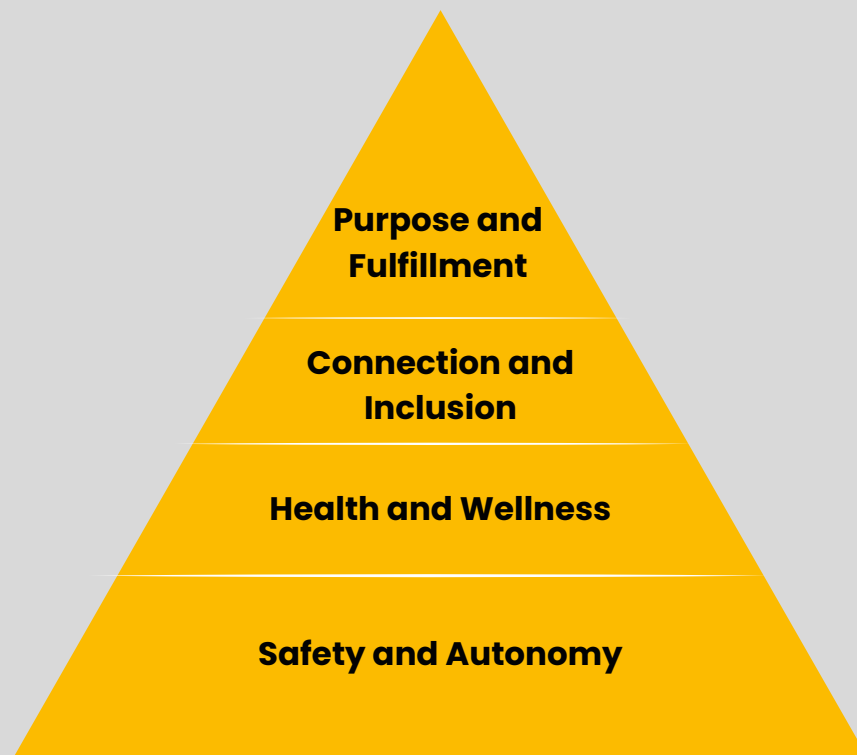 Purpose and
Fulfillment
Connection and
Inclusion
Health and Wellness
Safety and Autonomy